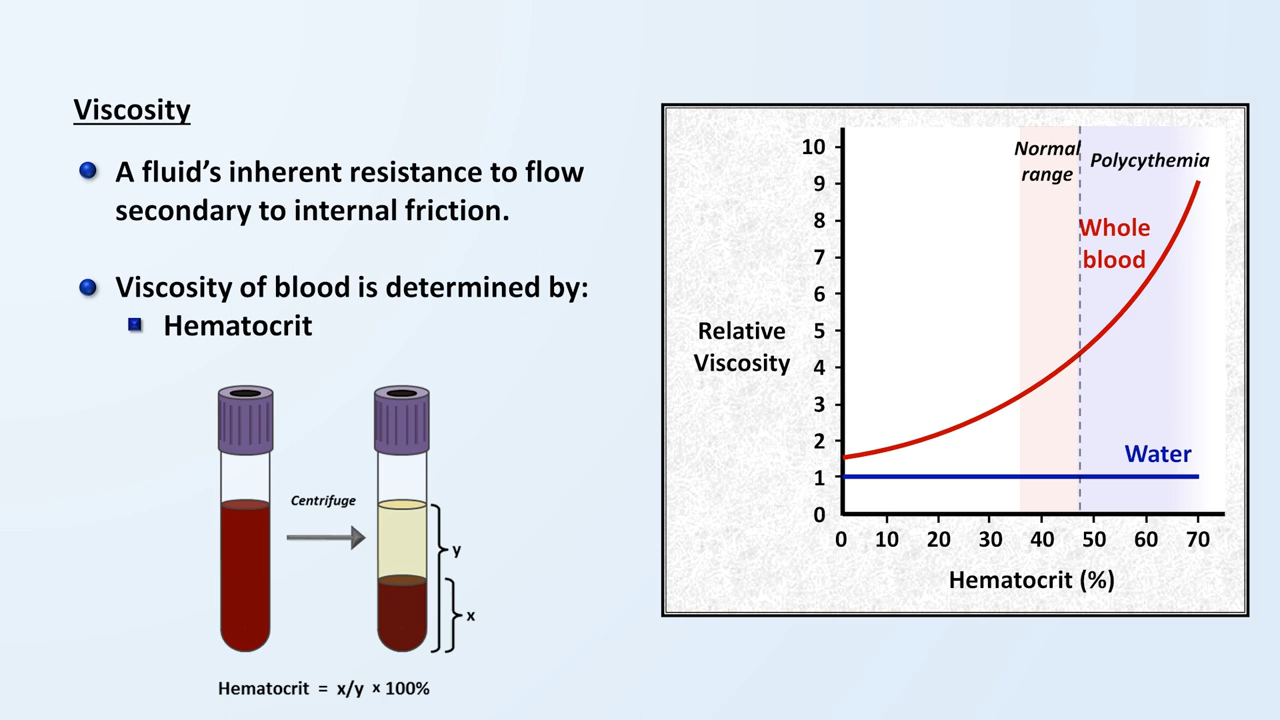 Viscosity
A fluid’s inherent resistance to flow
secondary to internal friction.
Viscosity of blood is determined by:
Hematocrit
Centrifuge
y
x
Hematocrit = x/y × 100%
Normal
range
Polycythemia
Whole
blood
Water
Relative
Viscosity
10
9
8
7
6
5
4
3
2
1
0
0 10 20 30 40 50 60 70
Hematocrit (%)